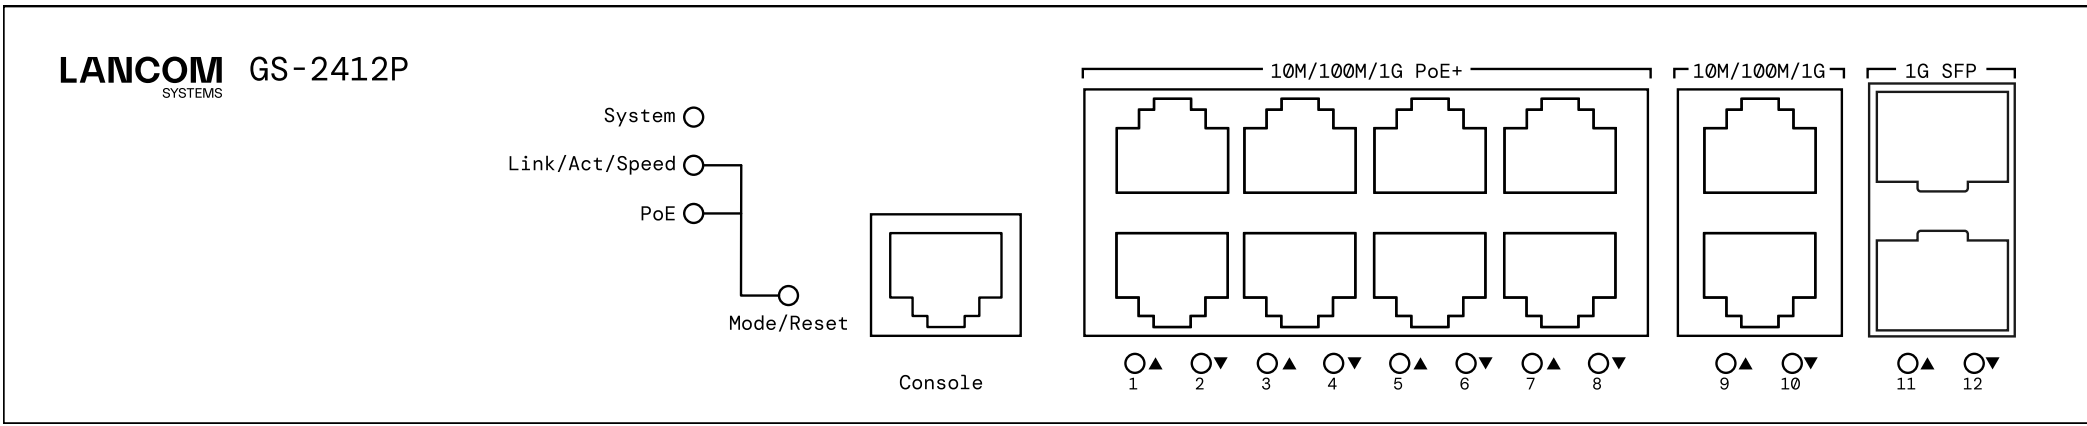 LANCOM GS-2412P
SYSTEMS
System
Link/Act/Speed
PoE
Mode/Reset
Console
10M/100M/1G PoE+
10M/100M/1G
1G SFP
1▲ 2▼ 3▲ 4▼ 5▲ 6▼ 7▲ 8▼
9▲ 10▼
11▲ 12▼